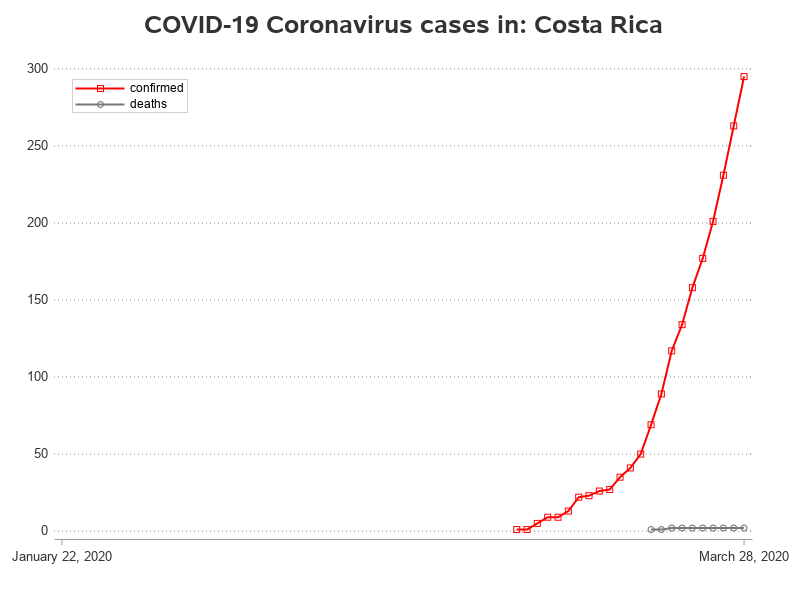 COVID-19 Coronavirus cases in: Costa Rica
300
confirmed
deaths
250
200
150
100
50
0
January 22, 2020
March 28, 2020